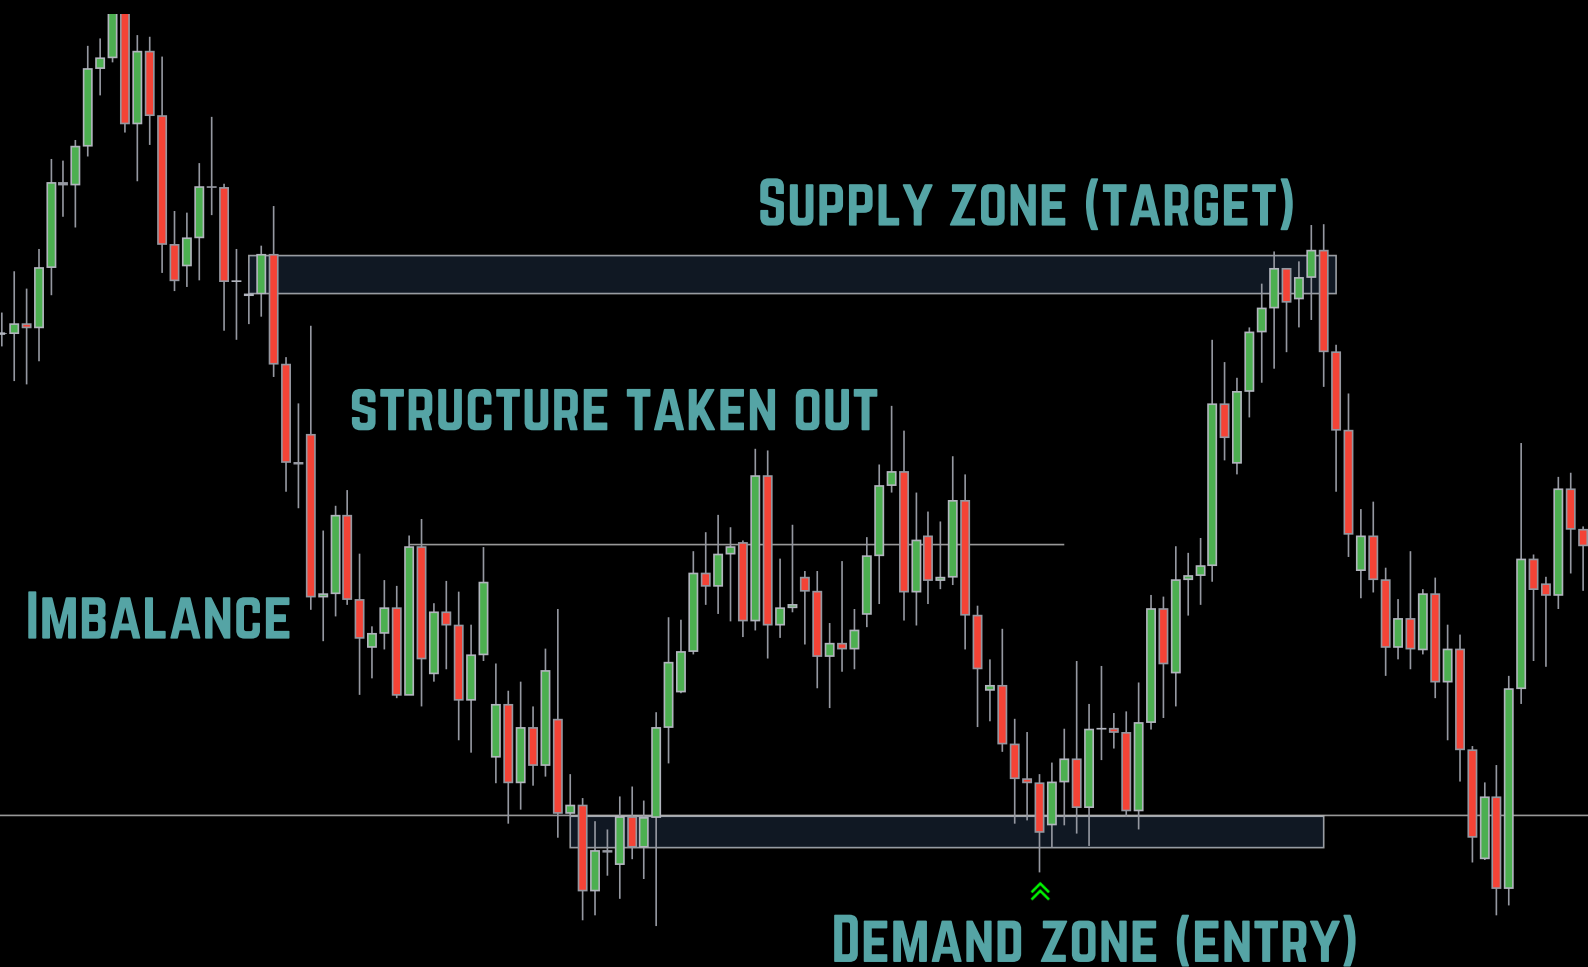 Supply zone (target)
structure taken out
Imbalance
Demand zone (entry)